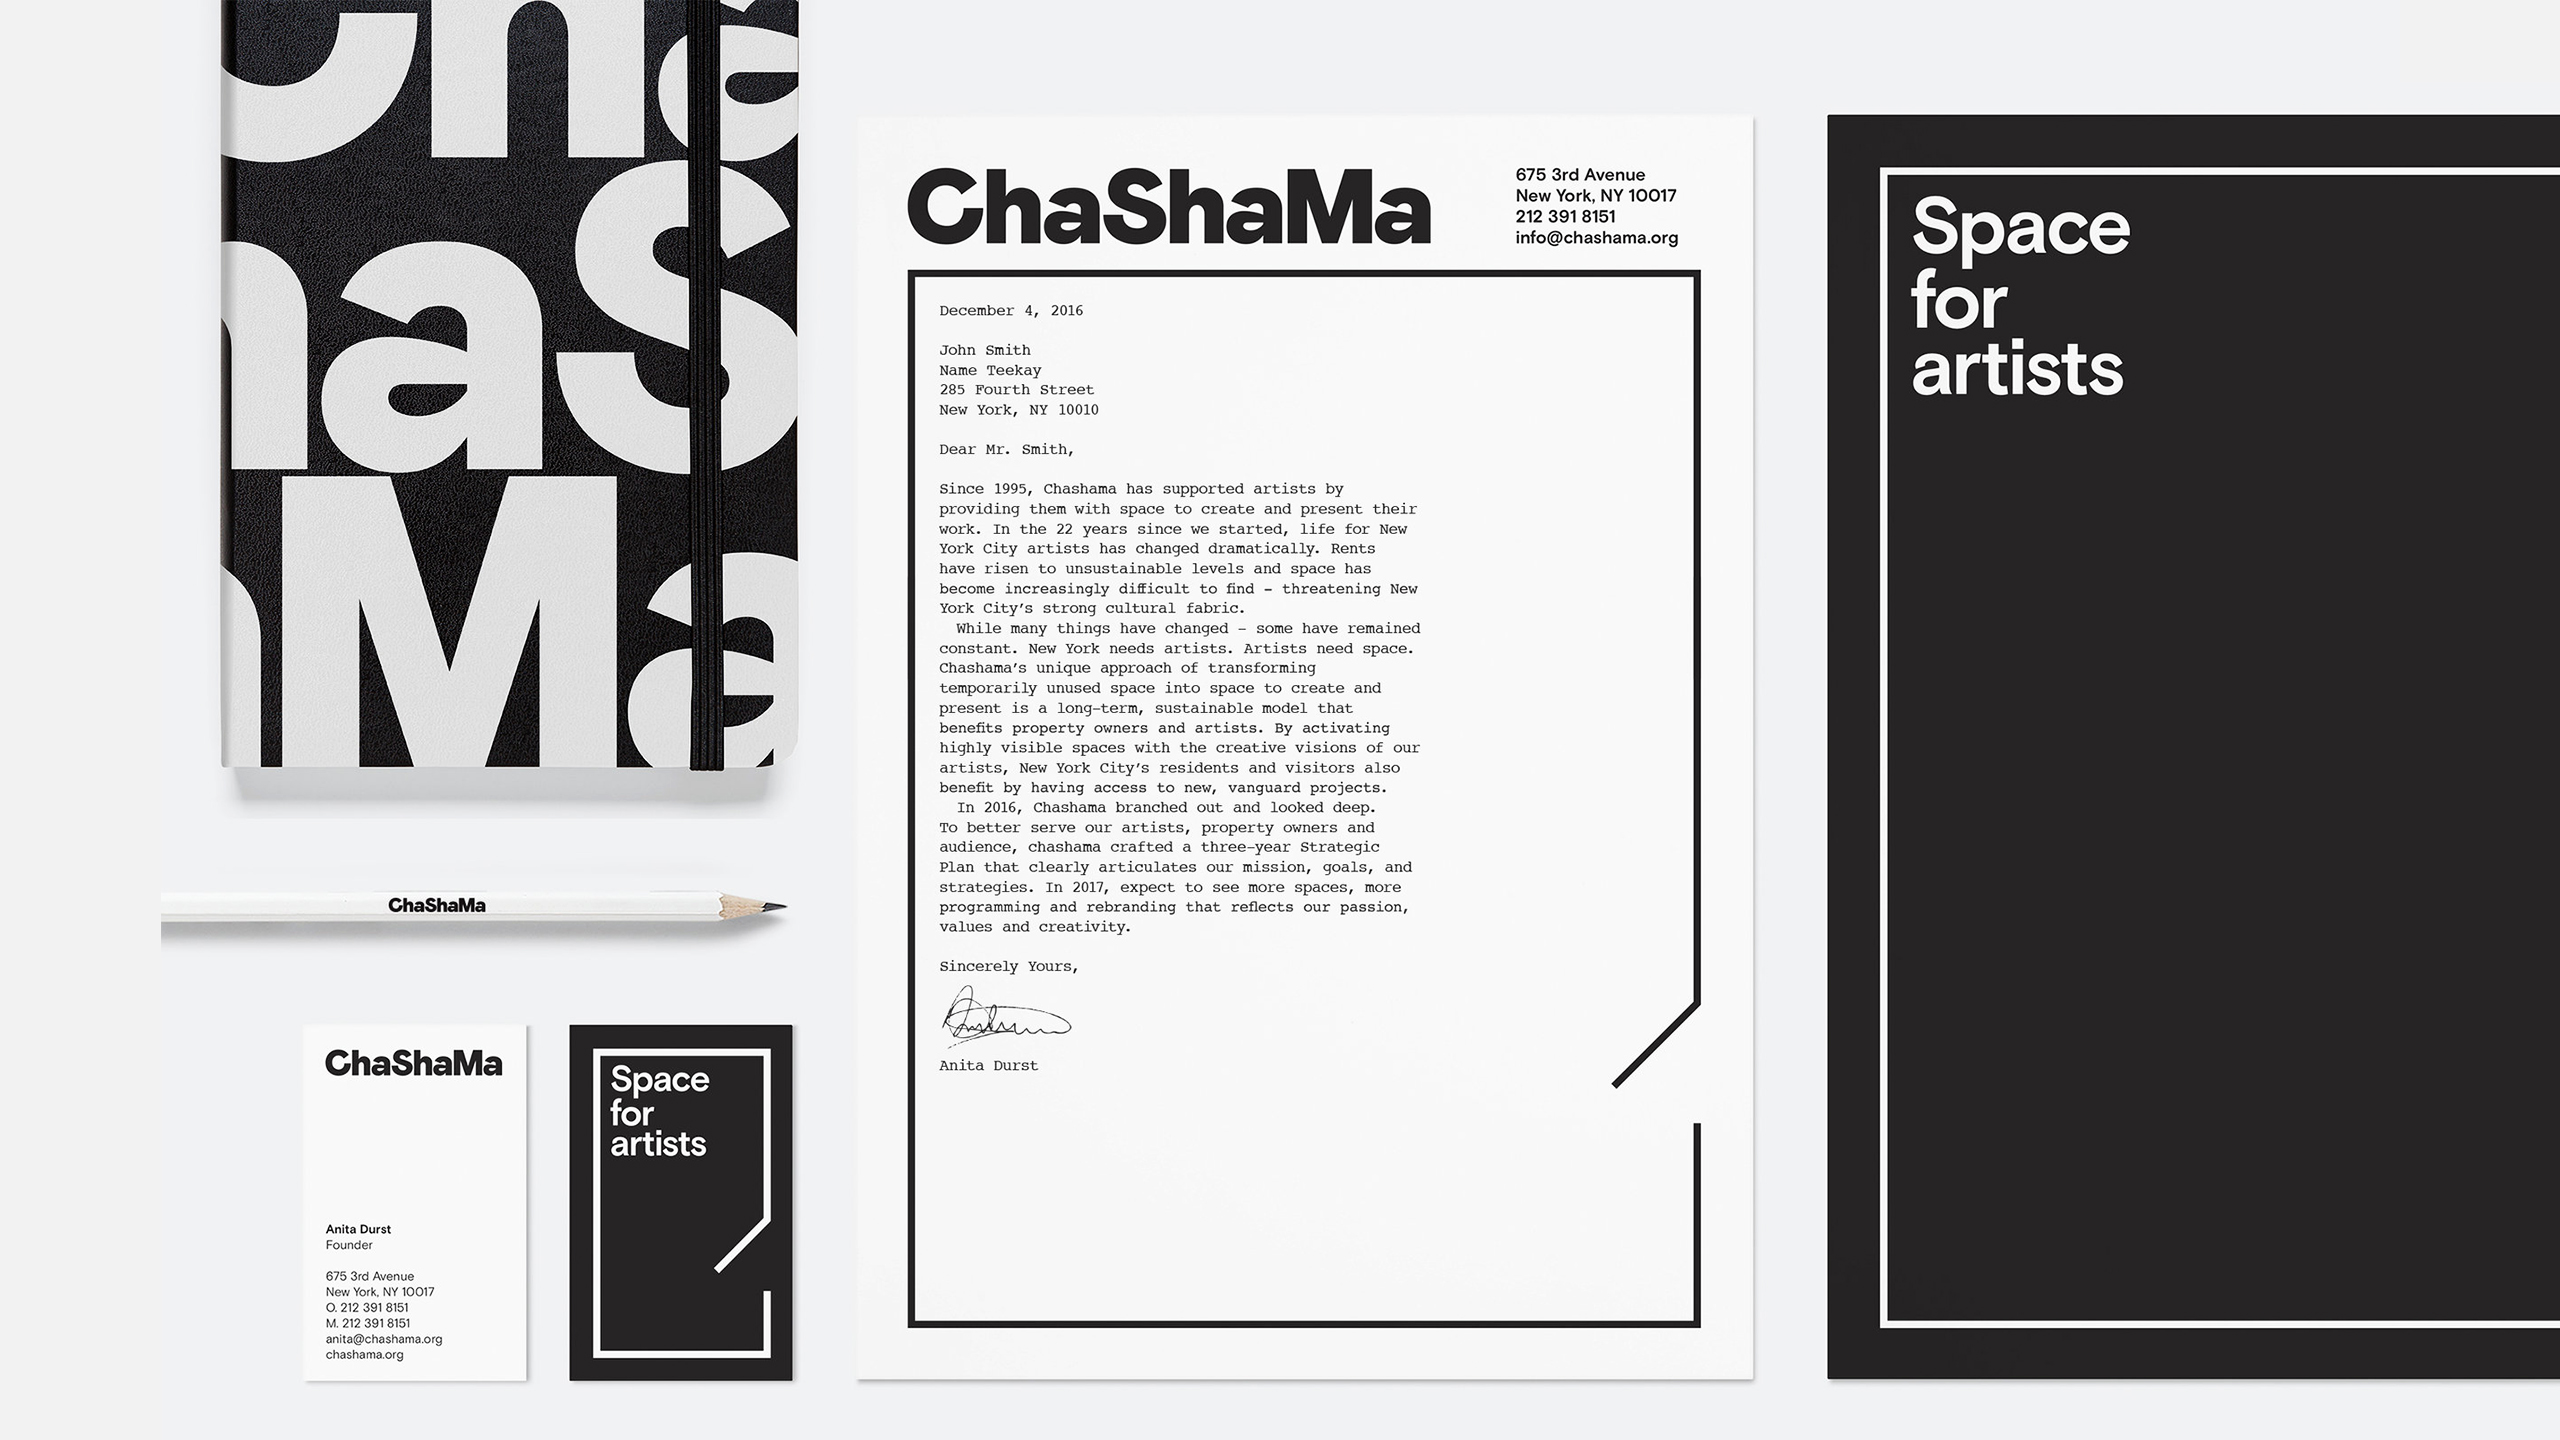 Cha
haS
hMa
ChaShaMa
ChaShaMa
Anita Durst
Founder
675 3rd Avenue
New York, NY 10017
O. 212 391 8151
M. 212 391 8151
anita@chashama.org
chashama.org
Space
for
artists
ChaShaMa
675 3rd Avenue
New York, NY 10017
212 391 8151
info@chashama.org
December 4, 2016
John Smith
Name Teekay
285 Fourth Street
New York, NY 10010
Dear Mr. Smith,
Since 1995, Chashama has supported artists by
providing them with space to create and present their
work. In the 22 years since we started, life for New
York City artists has changed dramatically. Rents
have risen to unsustainable levels and space has
become increasingly difficult to find – threatening New
York City’s strong cultural fabric.
While many things have changed – some have remained
constant. New York needs artists. Artists need space.
Chashama’s unique approach of transforming
temporarily unused space into space to create and
present is a long-term, sustainable model that
benefits property owners and artists. By activating
highly visible spaces with the creative visions of our
artists, New York City’s residents and visitors also
benefit by having access to new, vanguard projects.
In 2016, Chashama branched out and looked deep.
To better serve our artists, property owners and
audience, chashama crafted a three-year Strategic
Plan that clearly articulates our mission, goals, and
strategies. In 2017, expect to see more spaces, more
programming and rebranding that reflects our passion,
values and creativity.
Sincerely Yours,
Anita Durst
Space
for
artists